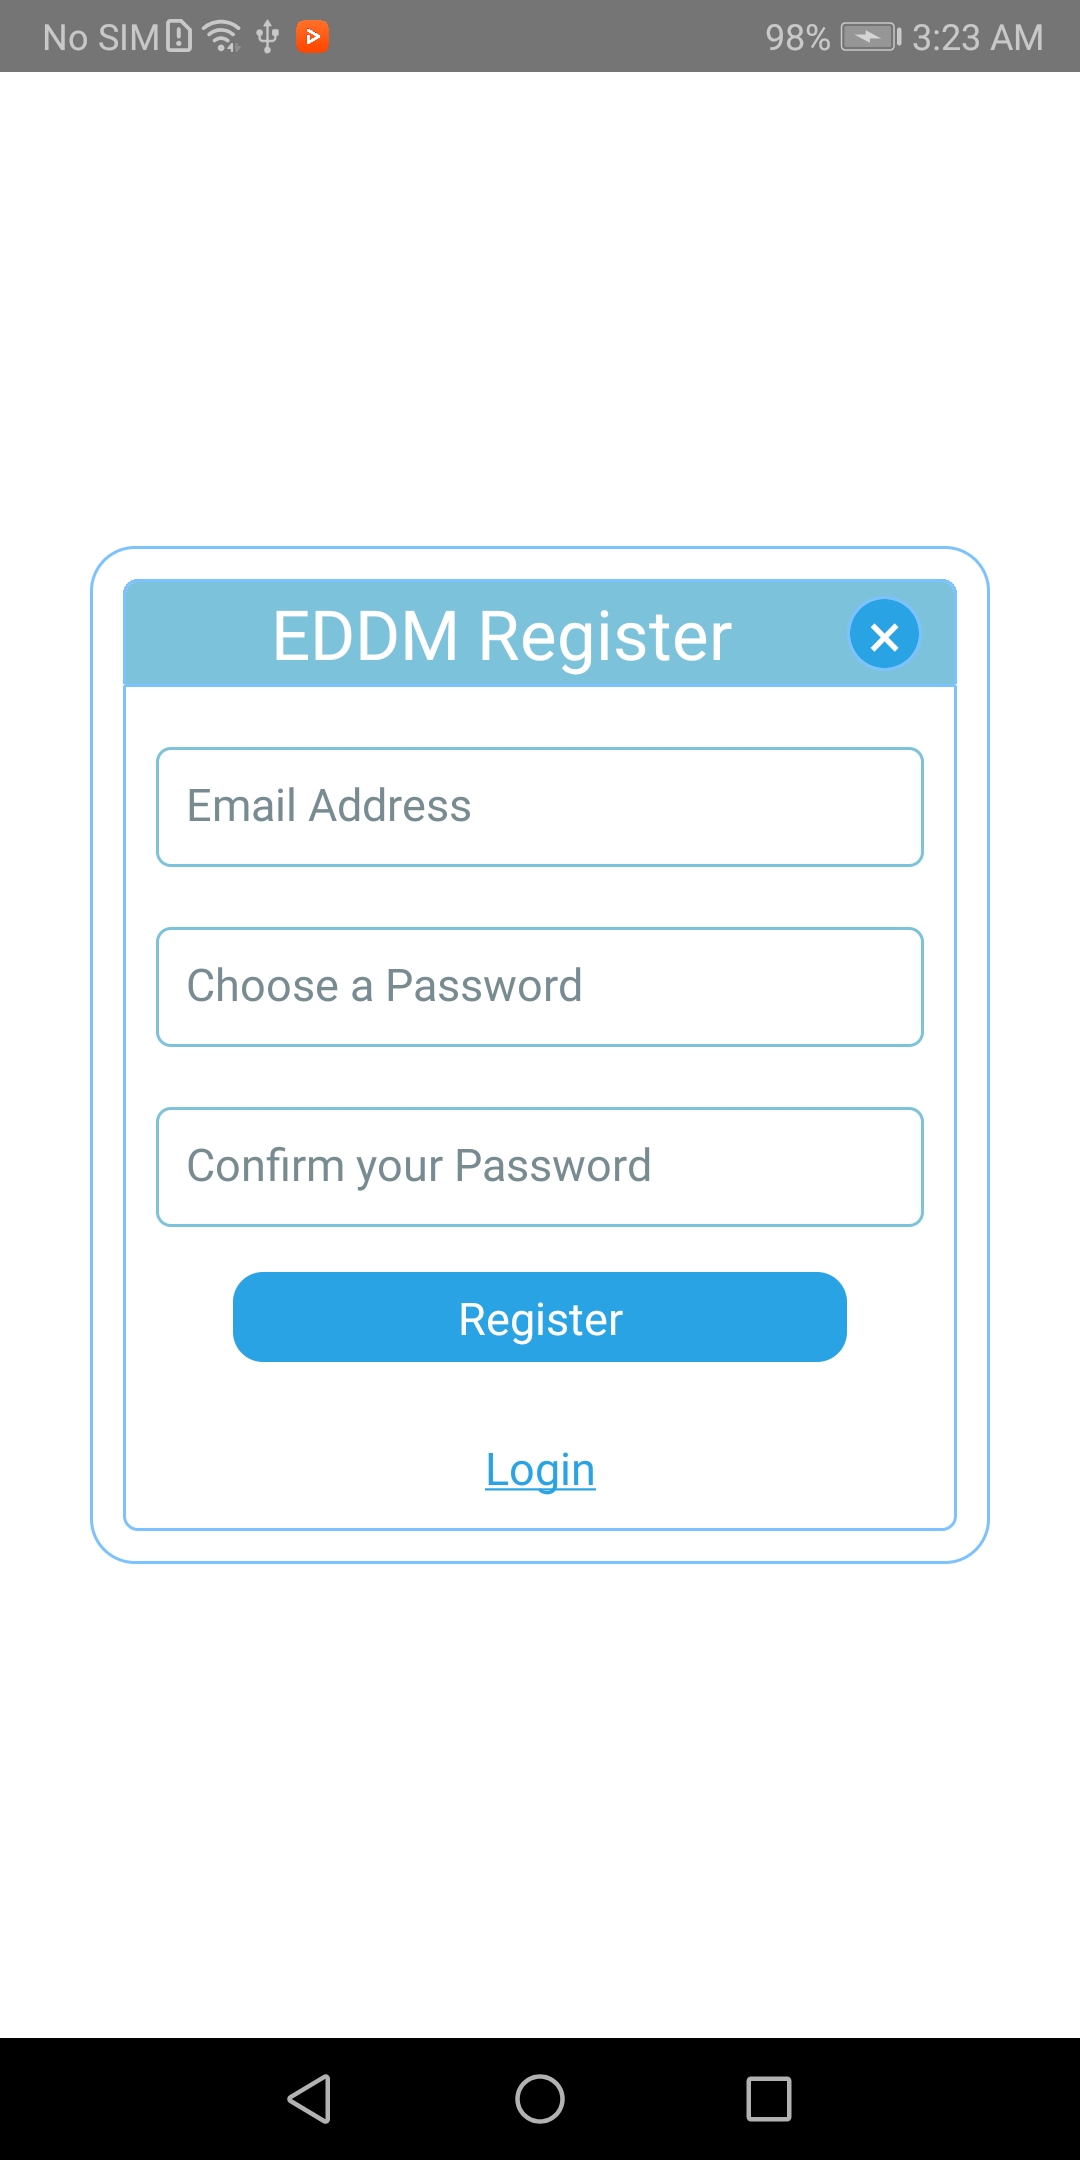 No SIM 98% 3:23 AM
EDDM Register
Email Address
Choose a Password
Confirm your Password
Register
Login